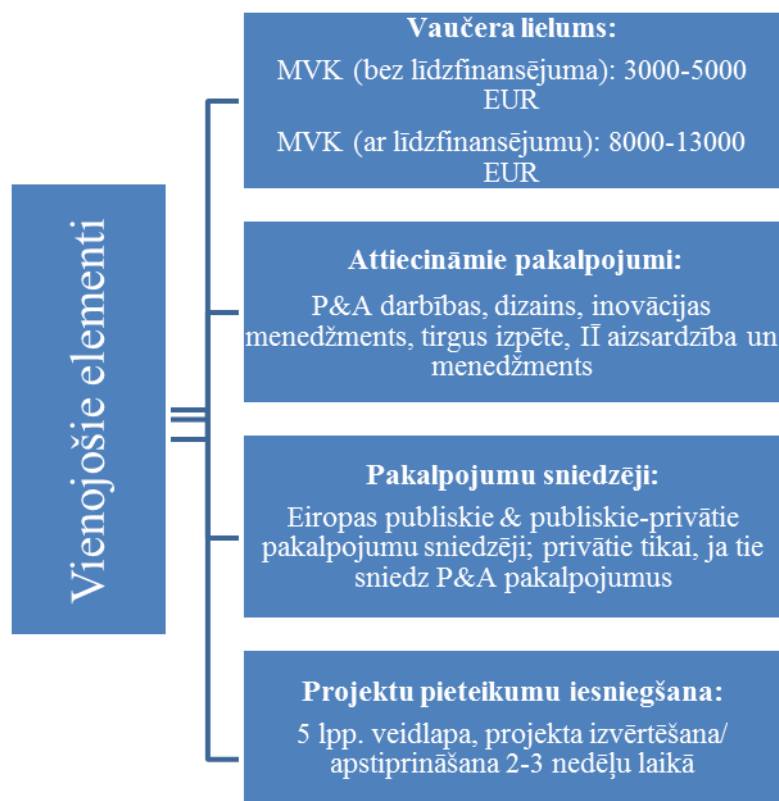 Vienojošie elementi
Vaučera lielums:
MVK (bez līdzfinansējuma): 3000-5000
EUR
MVK (ar līdzfinansējumu): 8000-13000
EUR
Attiecināmie pakalpojumi:
P&A darbības, dizains, inovācijas
menedžments, tirgus izpēte, IĪ aizsardzība un
menedžments
Pakalpojumu sniedzēji:
Eiropas publiskie & publiskie-privātie
pakalpojumu sniedzēji; privātie tikai, ja tie
sniedz P&A pakalpojumus
Projektu pieteikumu iesniegšana:
5 lpp. veidlapa, projekta izvērtēšana/
apstiprināšana 2-3 nedēļu laikā